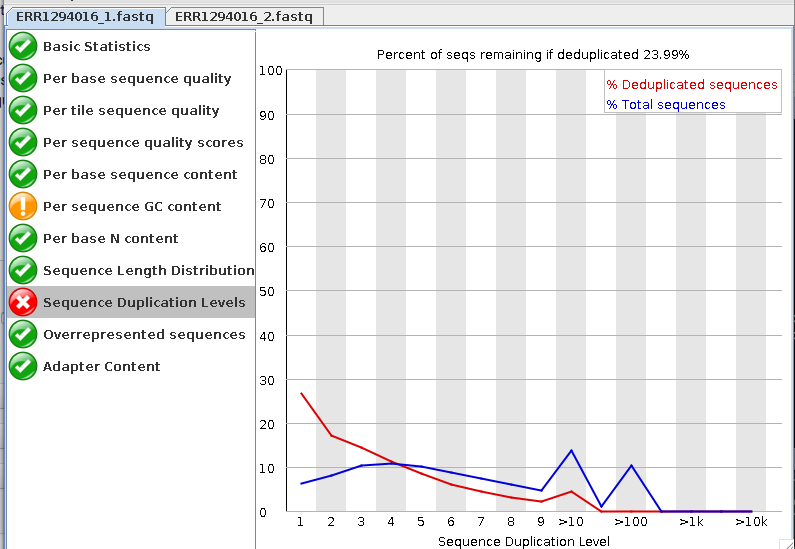 ERR1294016_1.fastq
ERR1294016_2.fastq
Basic Statistics
Per base sequence quality
Per tile sequence quality
Per sequence quality scores
Per base sequence content
Per sequence GC content
Per base N content
Sequence Length Distribution
Sequence Duplication Levels
Overrepresented sequences
Adapter Content
Percent of seqs remaining if deduplicated 23.99%
% Deduplicated sequences
% Total sequences
100
90
80
70
60
50
40
30
20
10
0
1 2 3 4 5 6 7 8 9 >10 >100 >1k >10k
Sequence Duplication Level